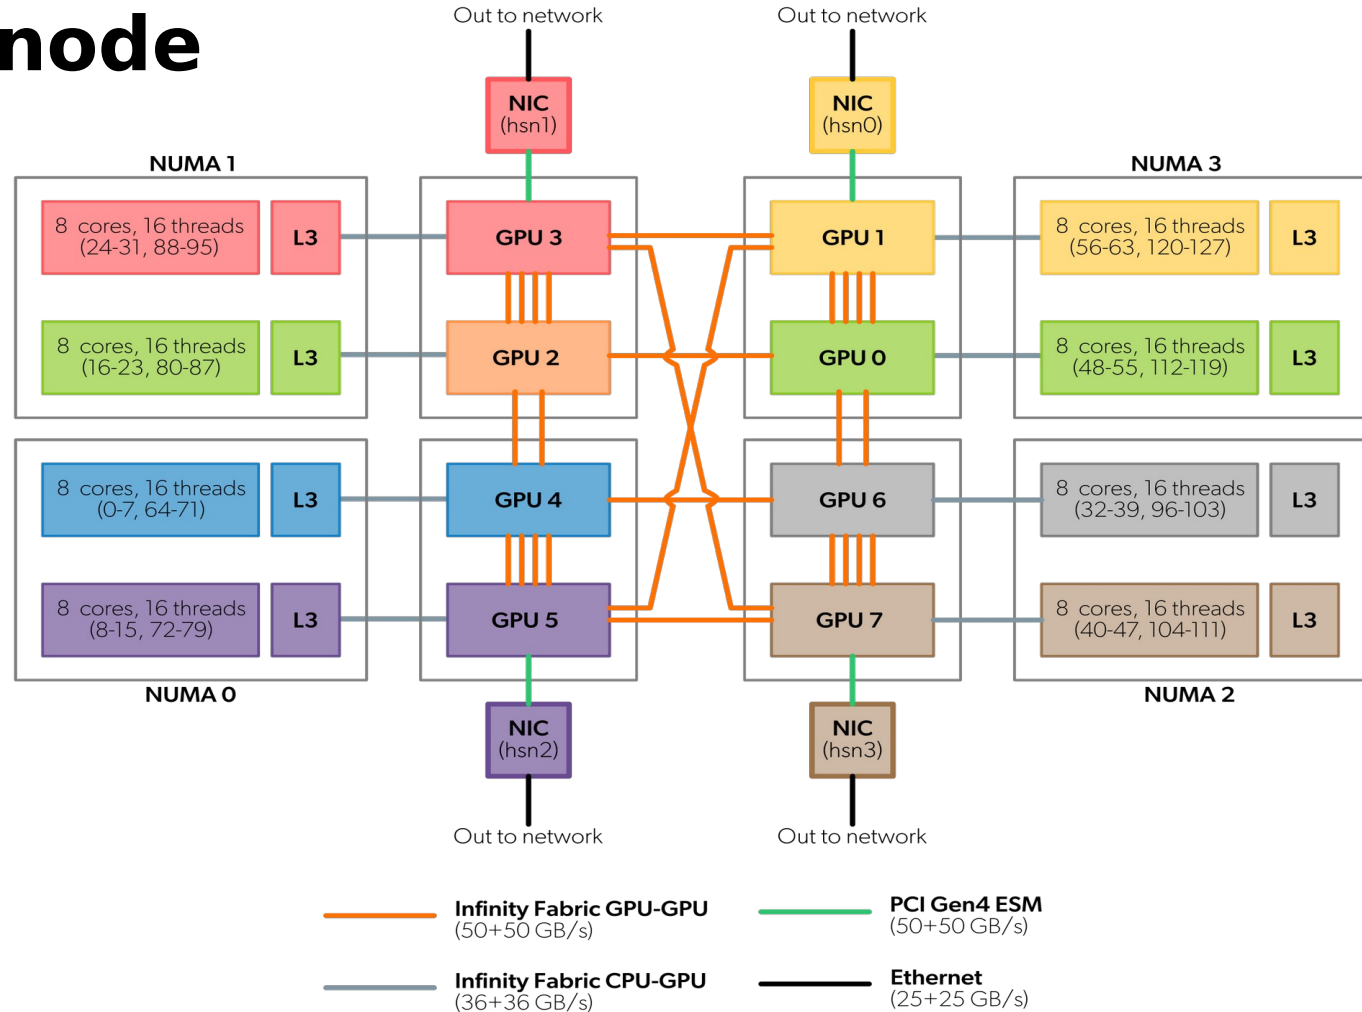 node
Out to network
Out to network
NIC
(hsn1)
NIC
(hsn0)
NUMA 1
NUMA 3
8 cores, 16 threads
(24-31, 88-95)
L3
GPU 3
GPU 1
8 cores, 16 threads
(56-63, 120-127)
L3
8 cores, 16 threads
(16-23, 80-87)
L3
GPU 2
GPU 0
8 cores, 16 threads
(48-55, 112-119)
L3
8 cores, 16 threads
(0-7, 64-71)
L3
GPU 4
GPU 6
8 cores, 16 threads
(32-39, 96-103)
L3
8 cores, 16 threads
(8-15, 72-79)
L3
GPU 5
GPU 7
8 cores, 16 threads
(40-47, 104-111)
L3
NUMA 0
NUMA 2
NIC
(hsn2)
NIC
(hsn3)
Out to network
Out to network
Infinity Fabric GPU-GPU
(50+50 GB/s)
PCI Gen4 ESM
(50+50 GB/s)
Infinity Fabric CPU-GPU
(36+36 GB/s)
Ethernet
(25+25 GB/s)